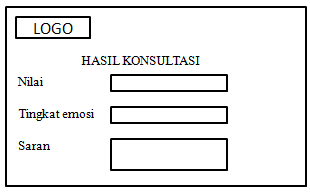 LOGO
HASIL KONSULTASI
Nilai
Tingkat emosi
Saran